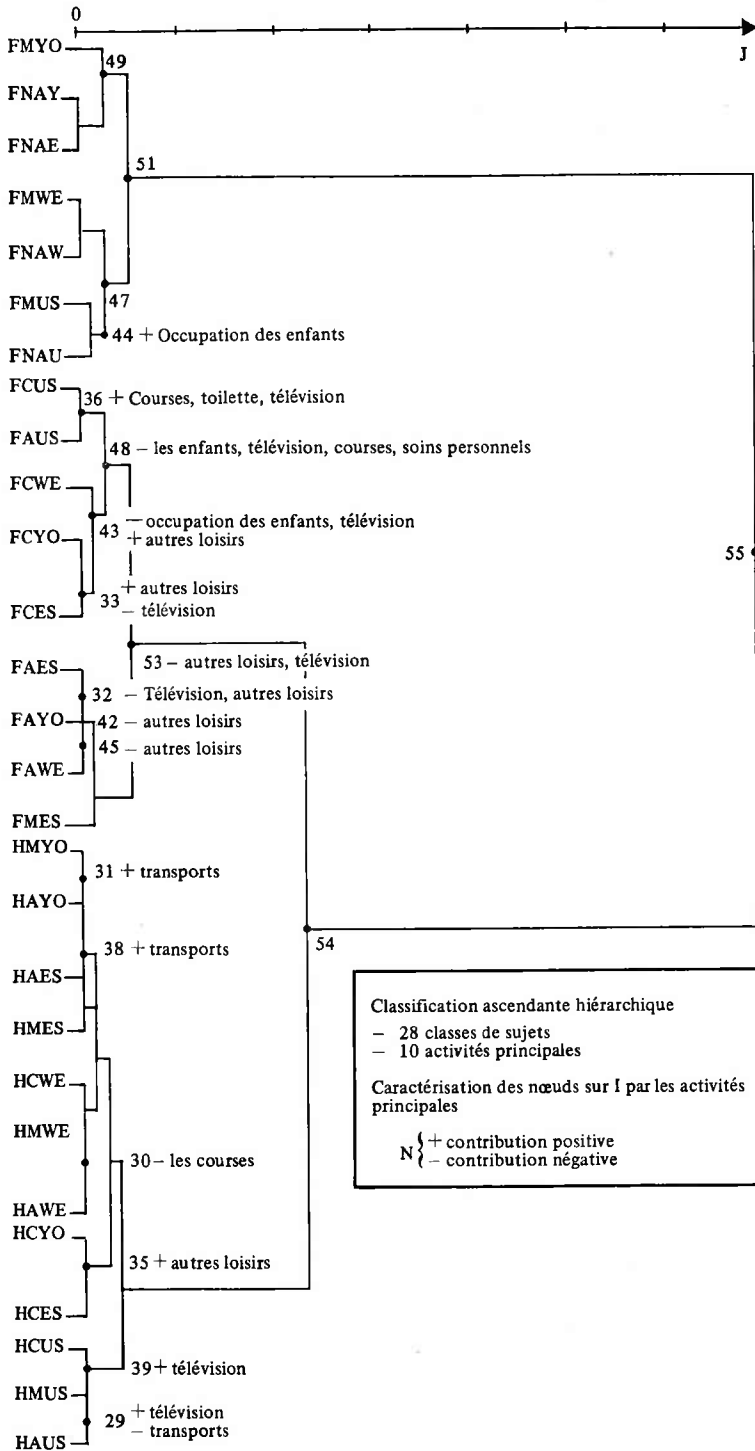 0
J
FMYO
49
FNAY
FNAE
51
FMWE
FNAW
47
FMUS
44 + Occupation des enfants
FNAU
FCUS
36 + Courses, toilette, télévision
FAUS
48 – les enfants, télévision, courses, soins personnels
FCWE
43 – occupation des enfants, télévision
+ autres loisirs
FCYO
55
33 + autres loisirs
– télévision
FCES
53 – autres loisirs, télévision
FAES
32 – Télévision, autres loisirs
FAYO
42 – autres loisirs
45 – autres loisirs
FAWE
FMES
HMYO
31 + transports
HAYO
54
38 + transports
HAES
HMES
Classification ascendante hiérarchique
– 28 classes de sujets
– 10 activités principales
Caractérisation des nœuds sur I par les activités
principales
N { + contribution positive
– contribution négative
HCWE
HMWE
30 – les courses
HAWE
HCYO
35 + autres loisirs
HCES
HCUS
39 + télévision
HMUS
29 + télévision
– transports
HAUS